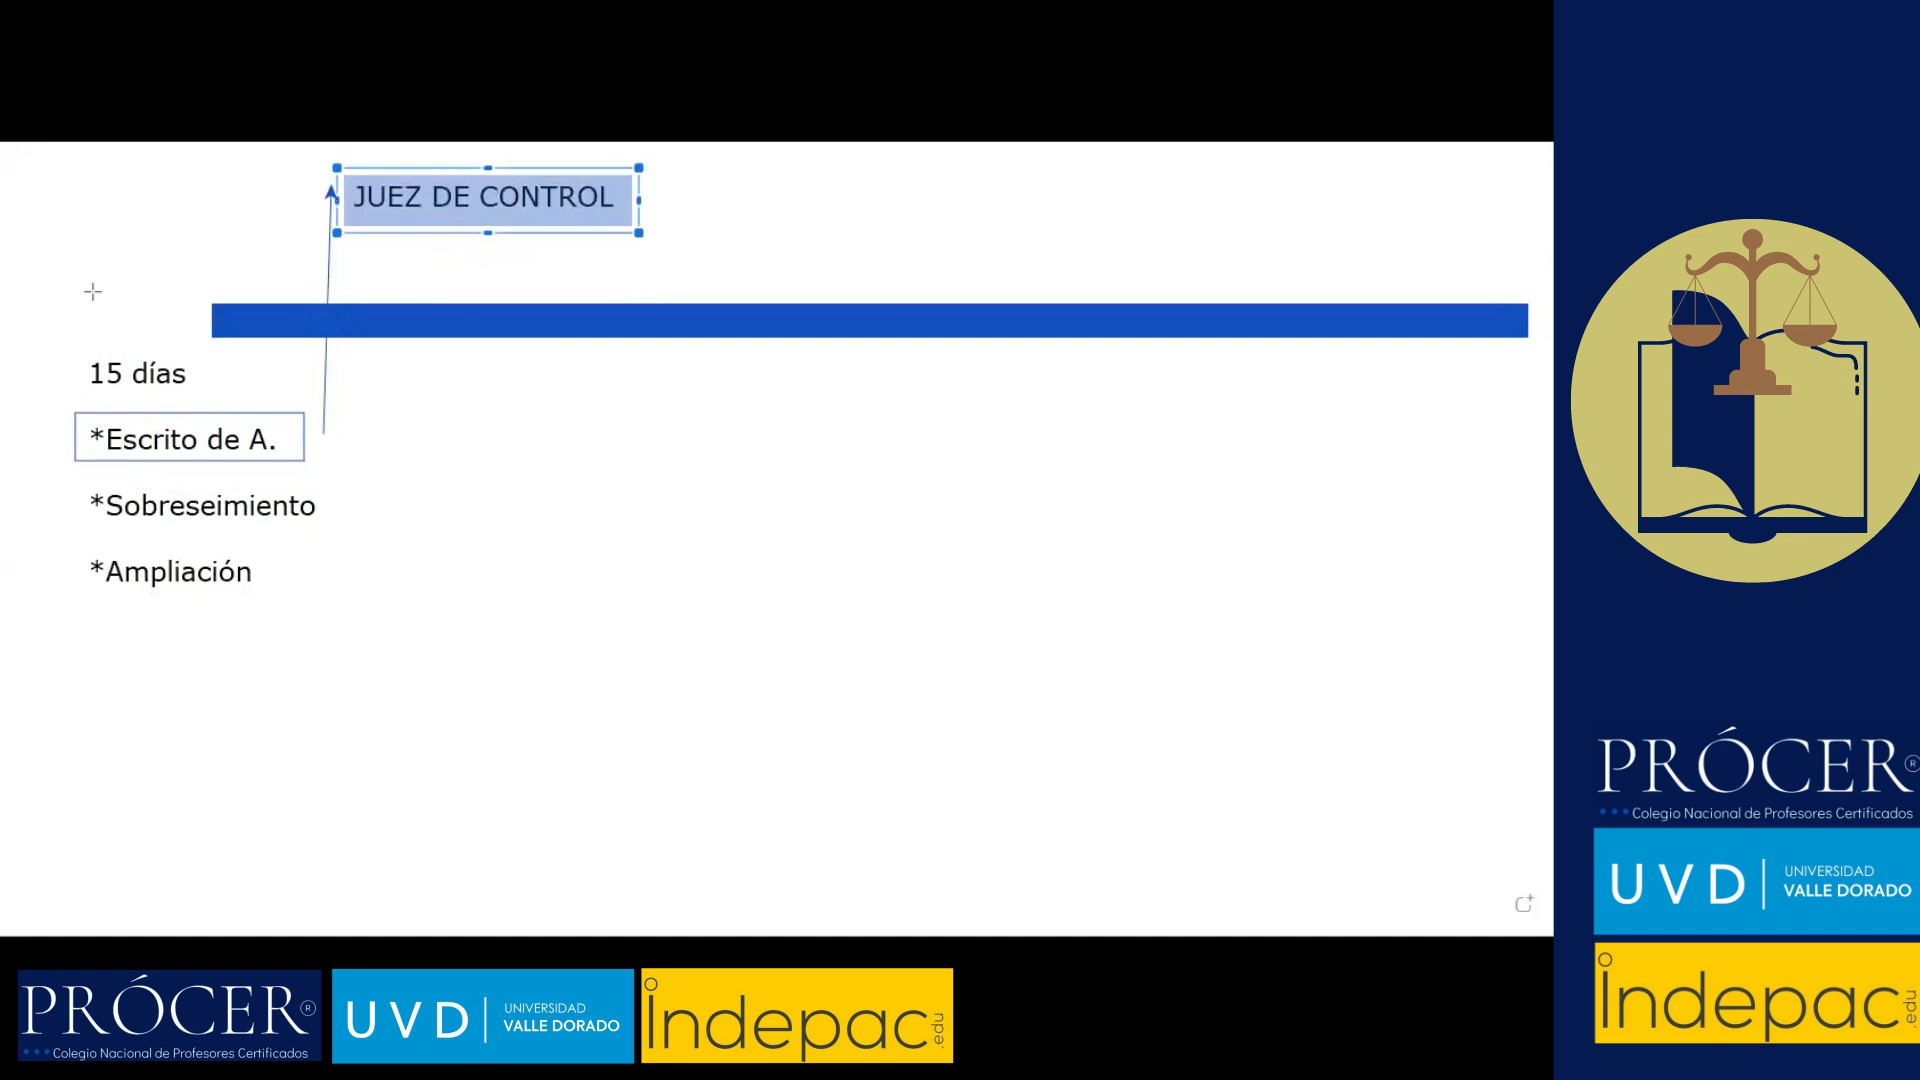 JUEZ DE CONTROL
15 días
*Escrito de A.
*Sobreseimiento
*Ampliación
PRÓCER®
Colegio Nacional de Profesores Certificados
UVD
UNIVERSIDAD
VALLE DORADO
indepac.edu
PRÓCER®
Colegio Nacional de Profesores Certificados
UVD
UNIVERSIDAD
VALLE DORADO
indepac.edu